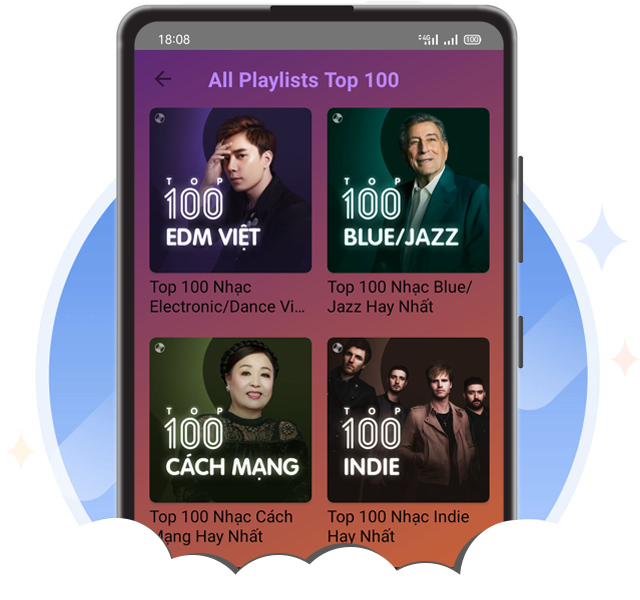 18:08
4G
100
All Playlists Top 100
TOP
100
EDM VIỆT
TOP
100
BLUE/JAZZ
Top 100 Nhạc
Electronic/Dance Vi...
Top 100 Nhạc Blue/
Jazz Hay Nhất
TOP
100
CÁCH MẠNG
TOP
100
INDIE
Top 100 Nhạc Cách
Mạng Hay Nhất
Top 100 Nhạc Indie
Hay Nhất